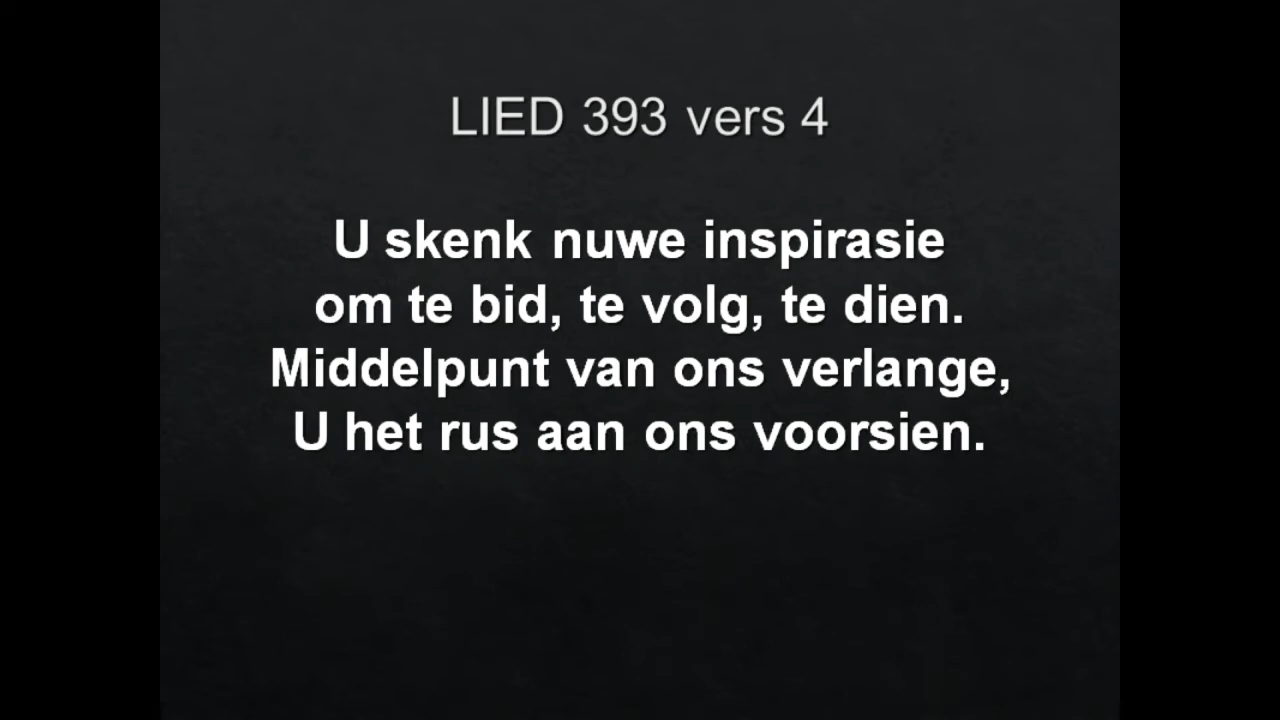 LIED 393 vers 4
U skenk nuwe inspirasie
om te bid, te volg, te dien.
Middelpunt van ons verlange,
U het rus aan ons voorsien.